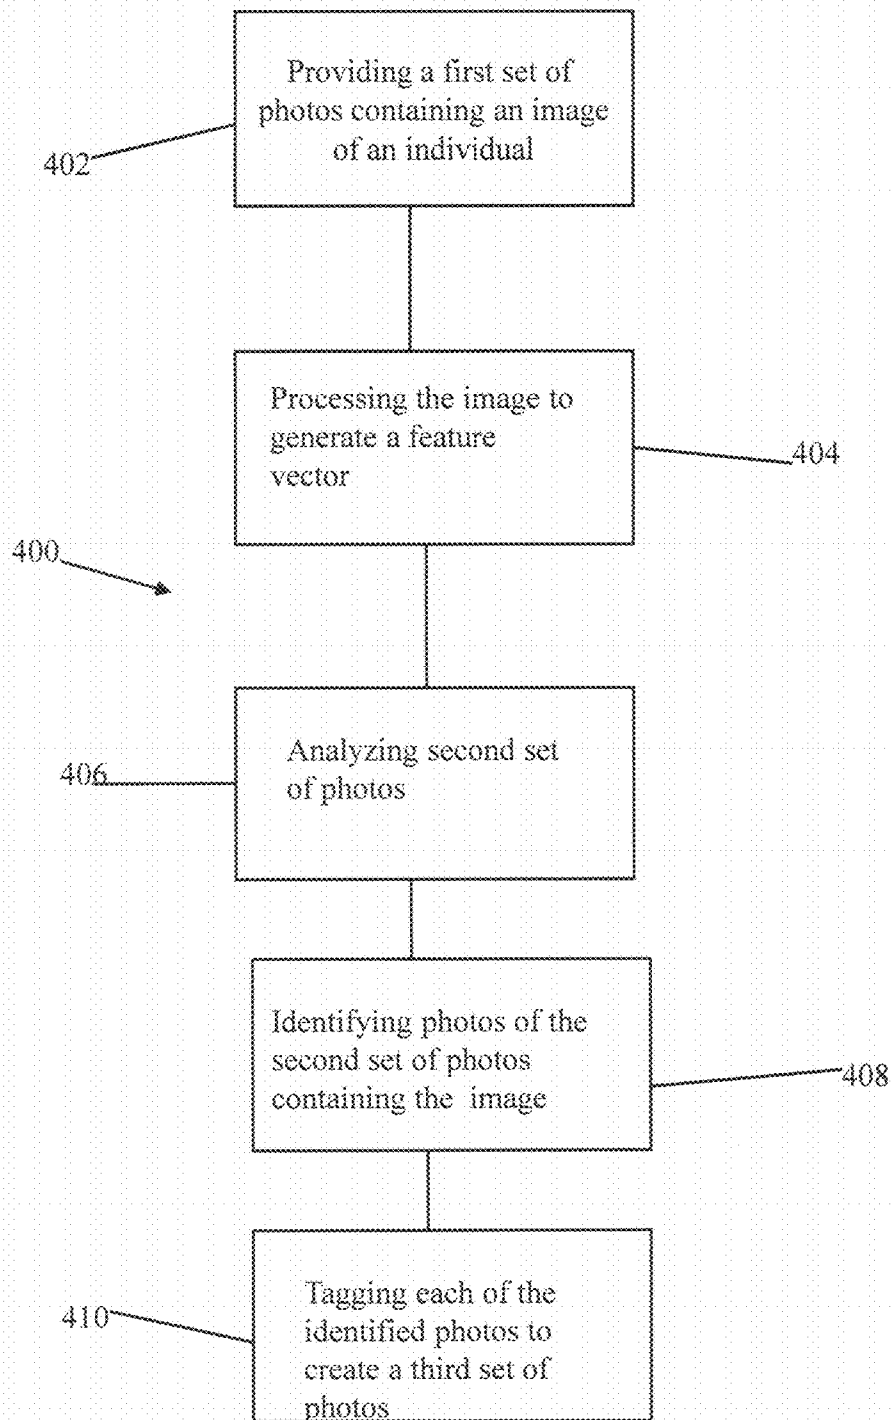 Providing a first set of
photos containing an image
of an individual
402
Processing the image to
generate a feature
vector
404
400
Analyzing second set
of photos
406
Identifying photos of the
second set of photos
containing the image
408
Tagging each of the
identified photos to
create a third set of
photos
410